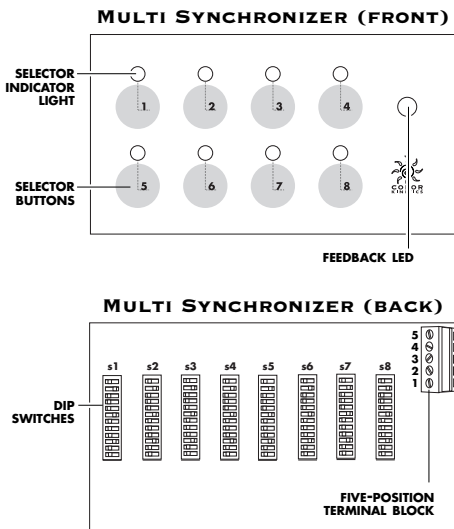 MULTI SYNCHRONIZER (FRONT)
SELECTOR
INDICATOR
LIGHT
1 2 3 4
SELECTOR
BUTTONS
5 6 7 8
COLOR
KINETICS
FEEDBACK LED
MULTI SYNCHRONIZER (BACK)
5
4
3
2
1
s1 s2 s3 s4 s5 s6 s7 s8
DIP
SWITCHES
FIVE-POSITION
TERMINAL BLOCK